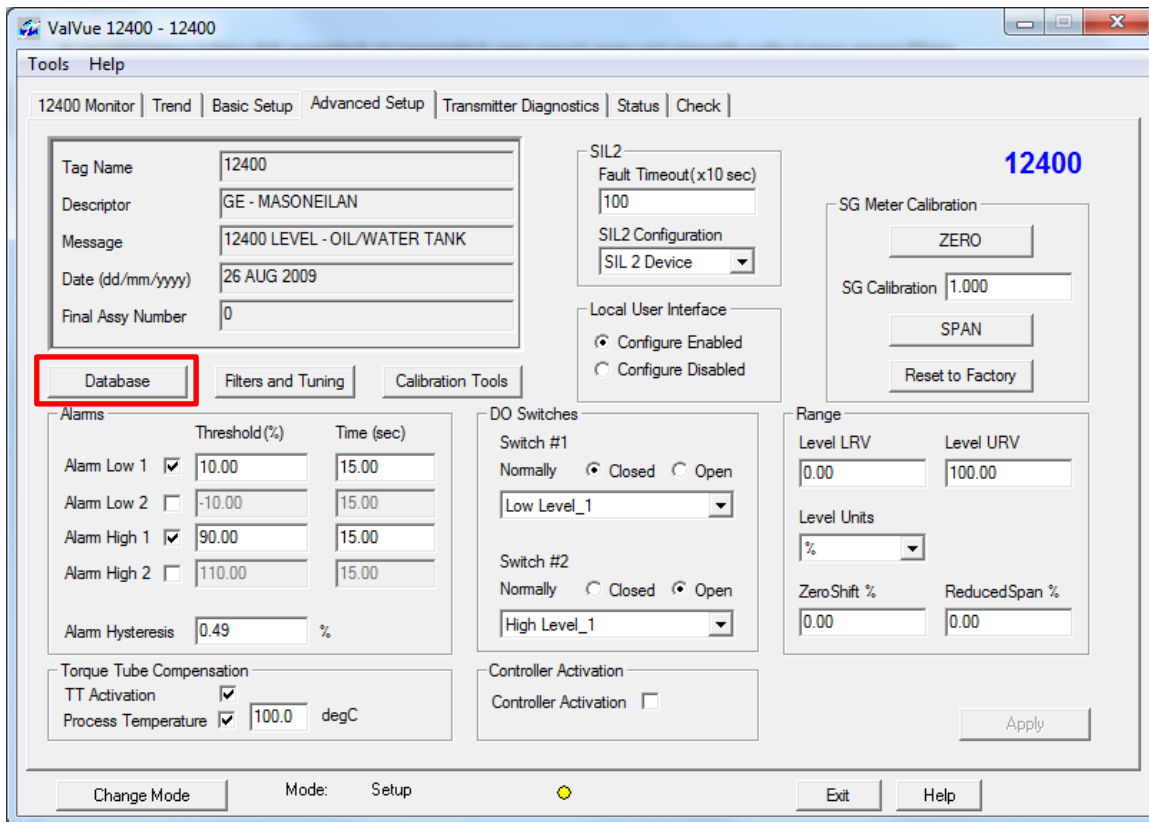 ValVue 12400 - 12400
Tools Help
12400 Monitor Trend Basic Setup Advanced Setup Transmitter Diagnostics Status Check
Tag Name 12400
Descriptor GE - MASONEILAN
Message 12400 LEVEL - OIL/WATER TANK
Date (dd/mm/yyyy) 26 AUG 2009
Final Assy Number 0
SIL2
Fault Timeout(x10 sec)
100
SIL2 Configuration
SIL 2 Device
Local User Interface
Configure Enabled
Configure Disabled
12400
SG Meter Calibration
ZERO
SG Calibration 1.000
SPAN
Reset to Factory
Database Filters and Tuning Calibration Tools
Alarms
Threshold(%) Time (sec)
Alarm Low 1 10.00 15.00
Alarm Low 2 -10.00 15.00
Alarm High 1 90.00 15.00
Alarm High 2 110.00 15.00
Alarm Hysteresis 0.49 %
DO Switches
Switch #1
Normally Closed Open
Low Level_1
Switch #2
Normally Closed Open
High Level_1
Range
Level LRV Level URV
0.00 100.00
Level Units
%
ZeroShift % ReducedSpan %
0.00 0.00
Torque Tube Compensation
TT Activation
Process Temperature 100.0 degC
Controller Activation
Controller Activation
Apply
Change Mode Mode: Setup Exit Help